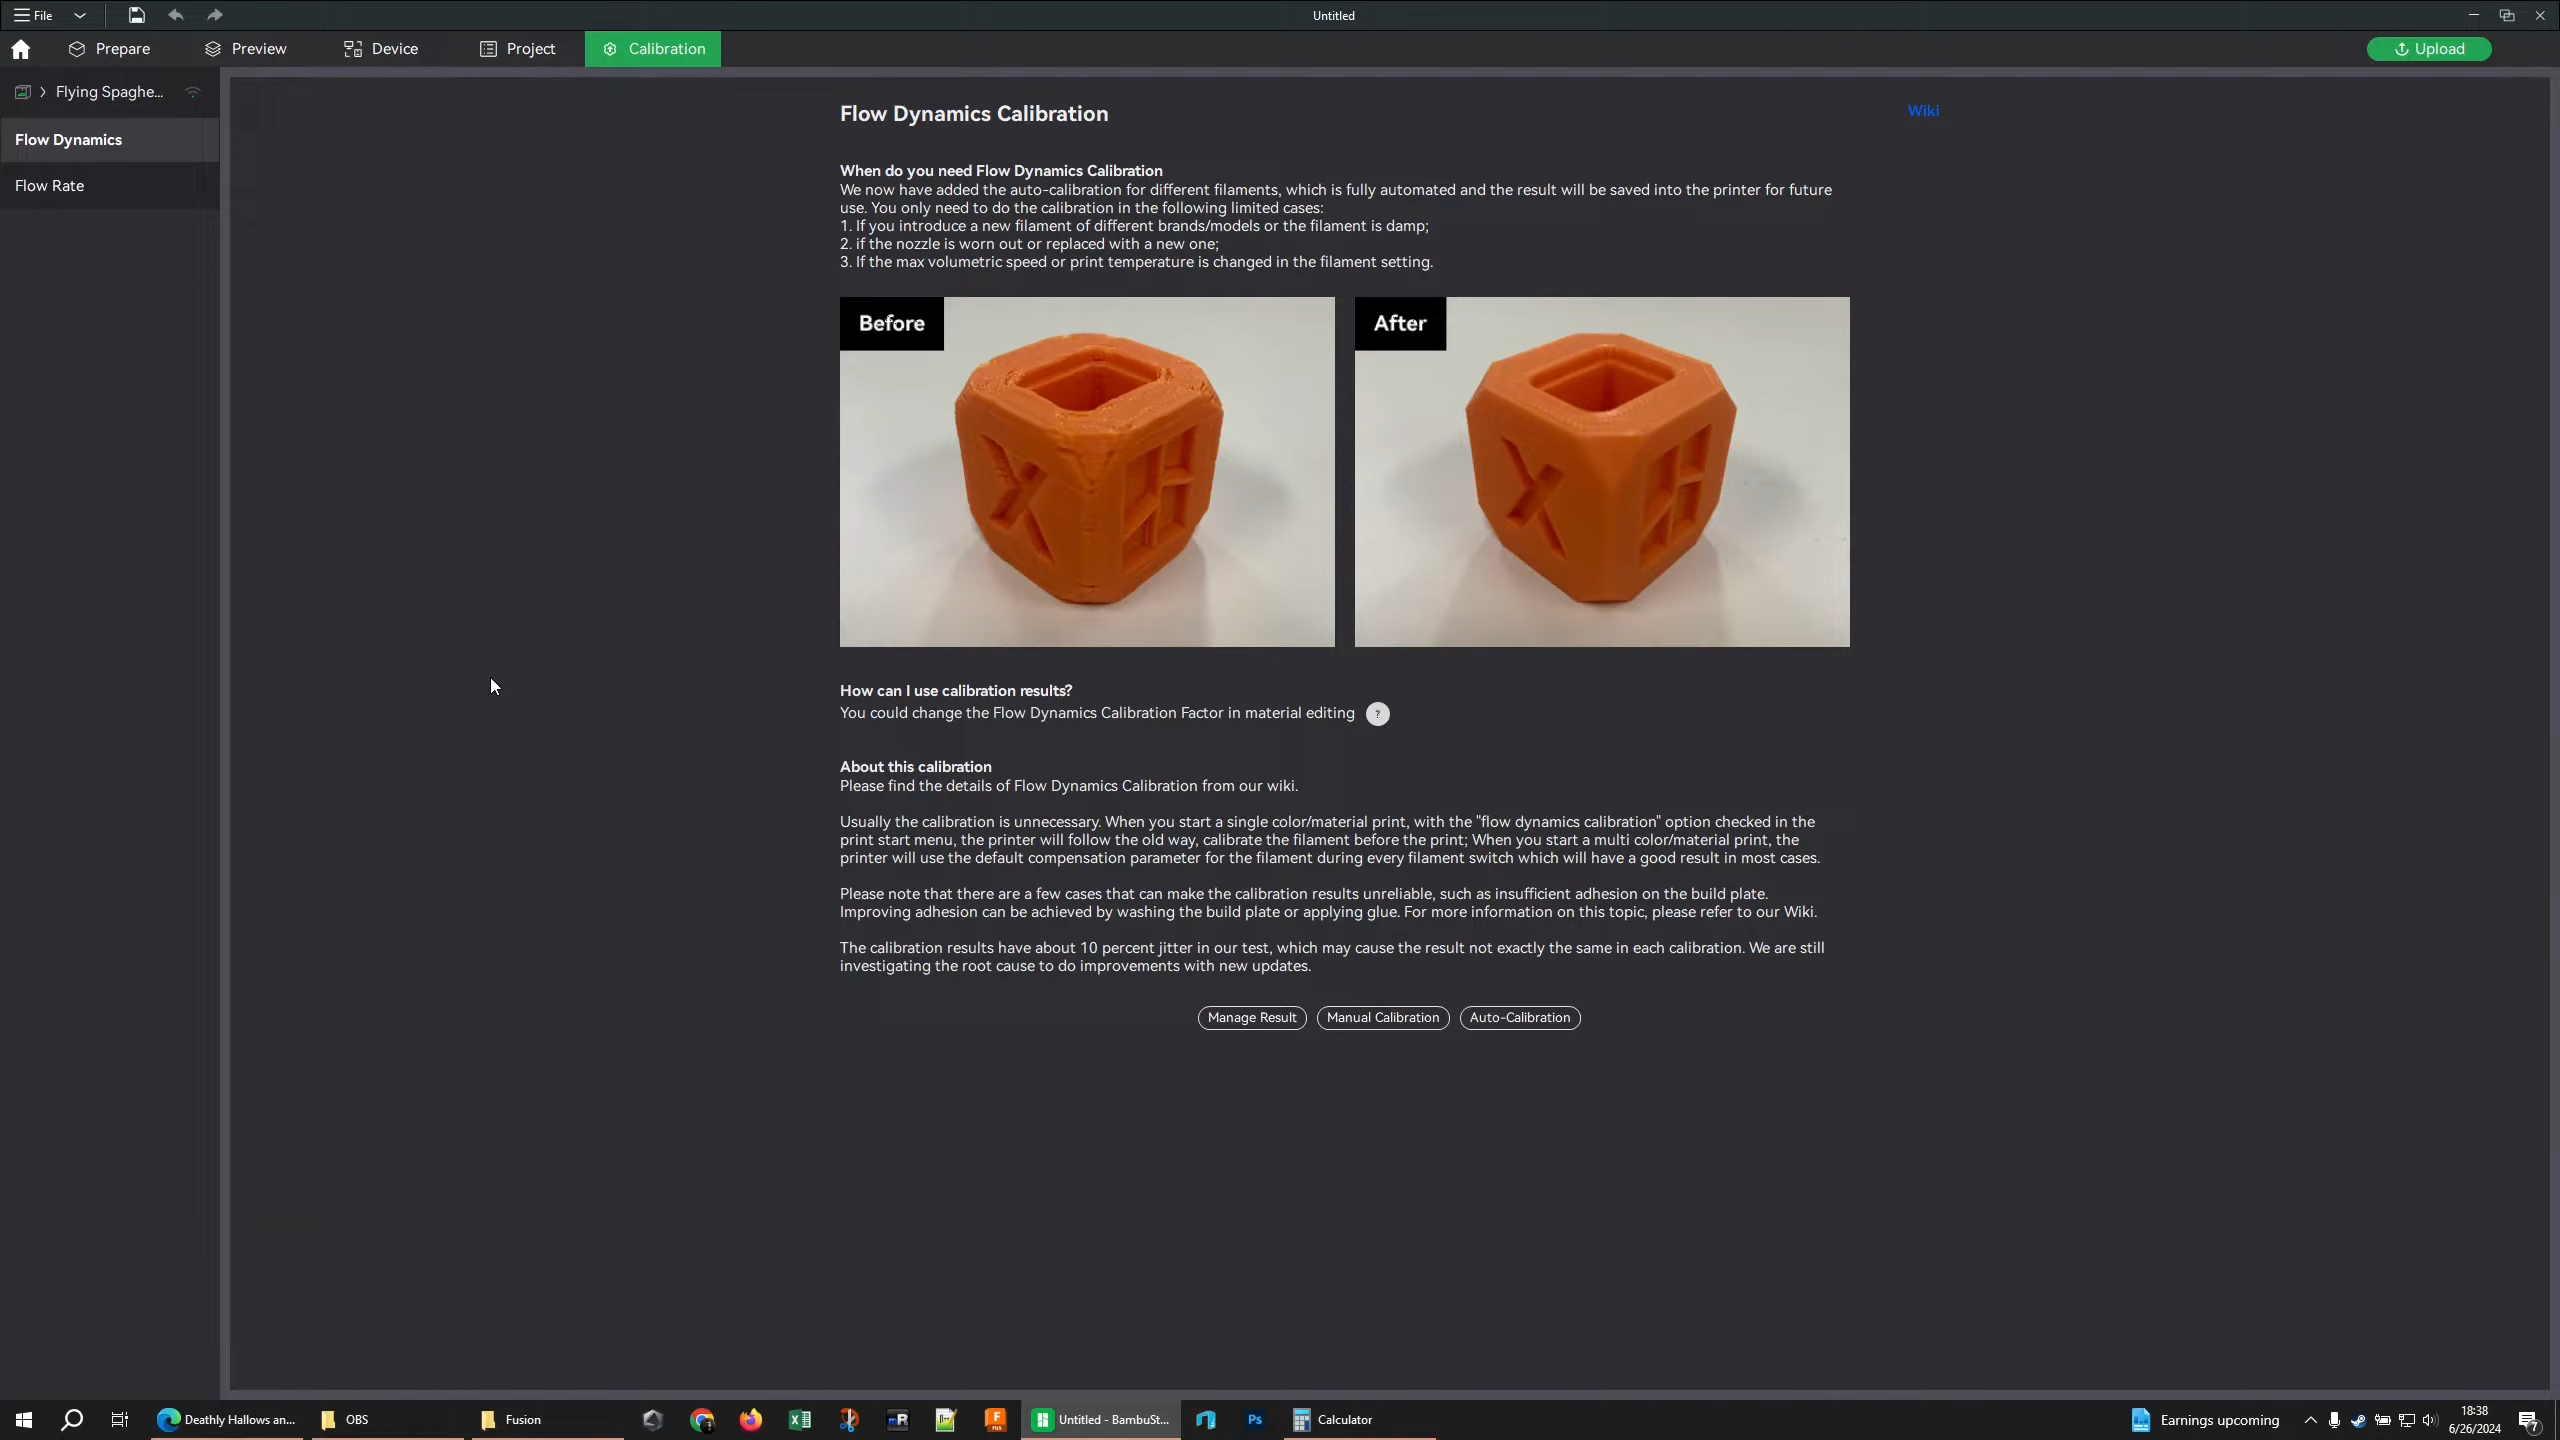 File
Untitled
Prepare
Preview
Device
Project
Calibration
Upload
Flying Spaghe...
Flow Dynamics
Flow Rate
Flow Dynamics Calibration
Wiki
When do you need Flow Dynamics Calibration
We now have added the auto-calibration for different filaments, which is fully automated and the result will be saved into the printer for future
use. You only need to do the calibration in the following limited cases:
1. If you introduce a new filament of different brands/models or the filament is damp;
2. if the nozzle is worn out or replaced with a new one;
3. If the max volumetric speed or print temperature is changed in the filament setting.
Before
After
X
How can I use calibration results?
You could change the Flow Dynamics Calibration Factor in material editing ?
About this calibration
Please find the details of Flow Dynamics Calibration from our wiki.
Usually the calibration is unnecessary. When you start a single color/material print, with the "flow dynamics calibration" option checked in the
print start menu, the printer will follow the old way, calibrate the filament before the print; When you start a multi color/material print, the
printer will use the default compensation parameter for the filament during every filament switch which will have a good result in most cases.
Please note that there are a few cases that can make the calibration results unreliable, such as insufficient adhesion on the build plate.
Improving adhesion can be achieved by washing the build plate or applying glue. For more information on this topic, please refer to our Wiki.
The calibration results have about 10 percent jitter in our test, which may cause the result not exactly the same in each calibration. We are still
investigating the root cause to do improvements with new updates.
Manage Result
Manual Calibration
Auto-Calibration
Deathly Hallows an...
OBS
Fusion
Untitled - BambuSt...
Ps
Calculator
Earnings upcoming
18:38
6/26/2024
7